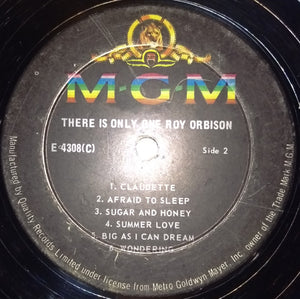 M-G-M
THERE IS ONLY ONE ROY ORBISON
E-4308(C)
Side 2
1. CLAUDETTE
2. AFRAID TO SLEEP
3. SUGAR AND HONEY
4. SUMMER LOVE
5. BIG AS I CAN DREAM
6. WONDERING
Manufactured by Quality Records Limited under license from Metro Goldwyn Mayer, Inc. owner of the Trade Mark M.G.M.